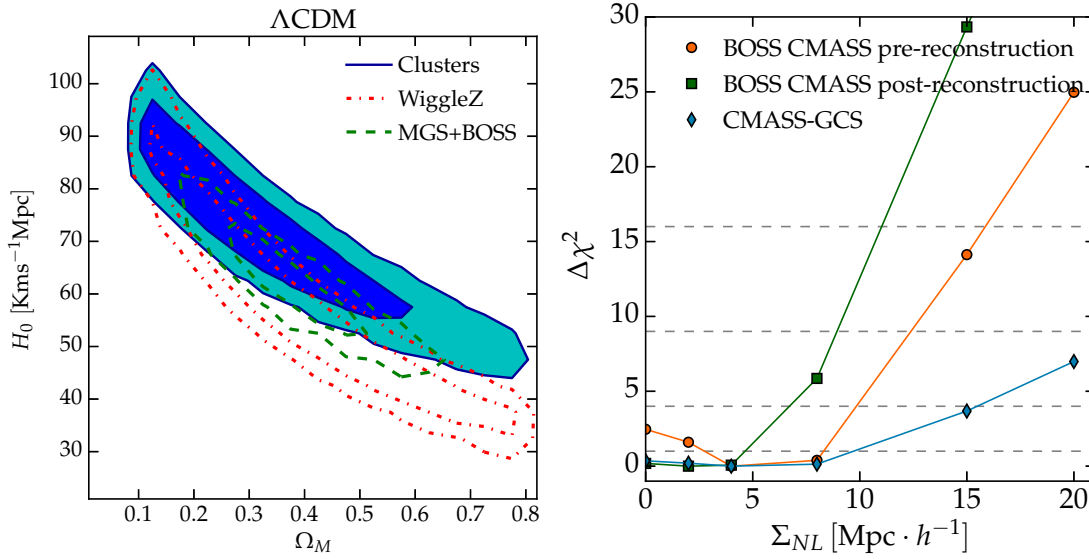 ΛCDM
Clusters
WiggleZ
MGS+BOSS
100
90
80
70
60
50
40
30
H₀ [Kms⁻¹Mpc]
0.1 0.2 0.3 0.4 0.5 0.6 0.7 0.8
Ω_M
BOSS CMASS pre-reconstruction
BOSS CMASS post-reconstruction
CMASS-GCS
30
25
20
15
10
5
0
Δχ²
0 5 10 15 20
Σ_NL [Mpc · h⁻¹]